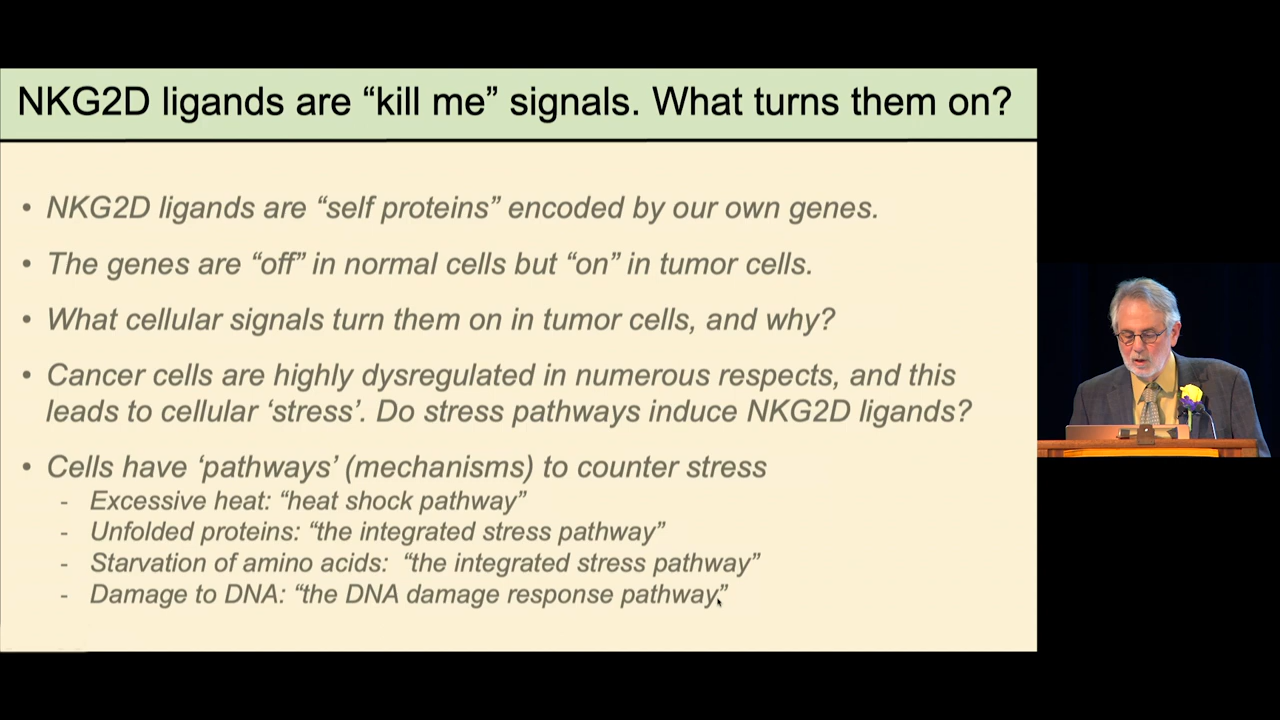 NKG2D ligands are “kill me” signals. What turns them on?
• NKG2D ligands are “self proteins” encoded by our own genes.
• The genes are “off” in normal cells but “on” in tumor cells.
• What cellular signals turn them on in tumor cells, and why?
• Cancer cells are highly dysregulated in numerous respects, and this
leads to cellular ‘stress’. Do stress pathways induce NKG2D ligands?
• Cells have ‘pathways’ (mechanisms) to counter stress
- Excessive heat: “heat shock pathway”
- Unfolded proteins: “the integrated stress pathway”
- Starvation of amino acids: “the integrated stress pathway”
- Damage to DNA: “the DNA damage response pathway”